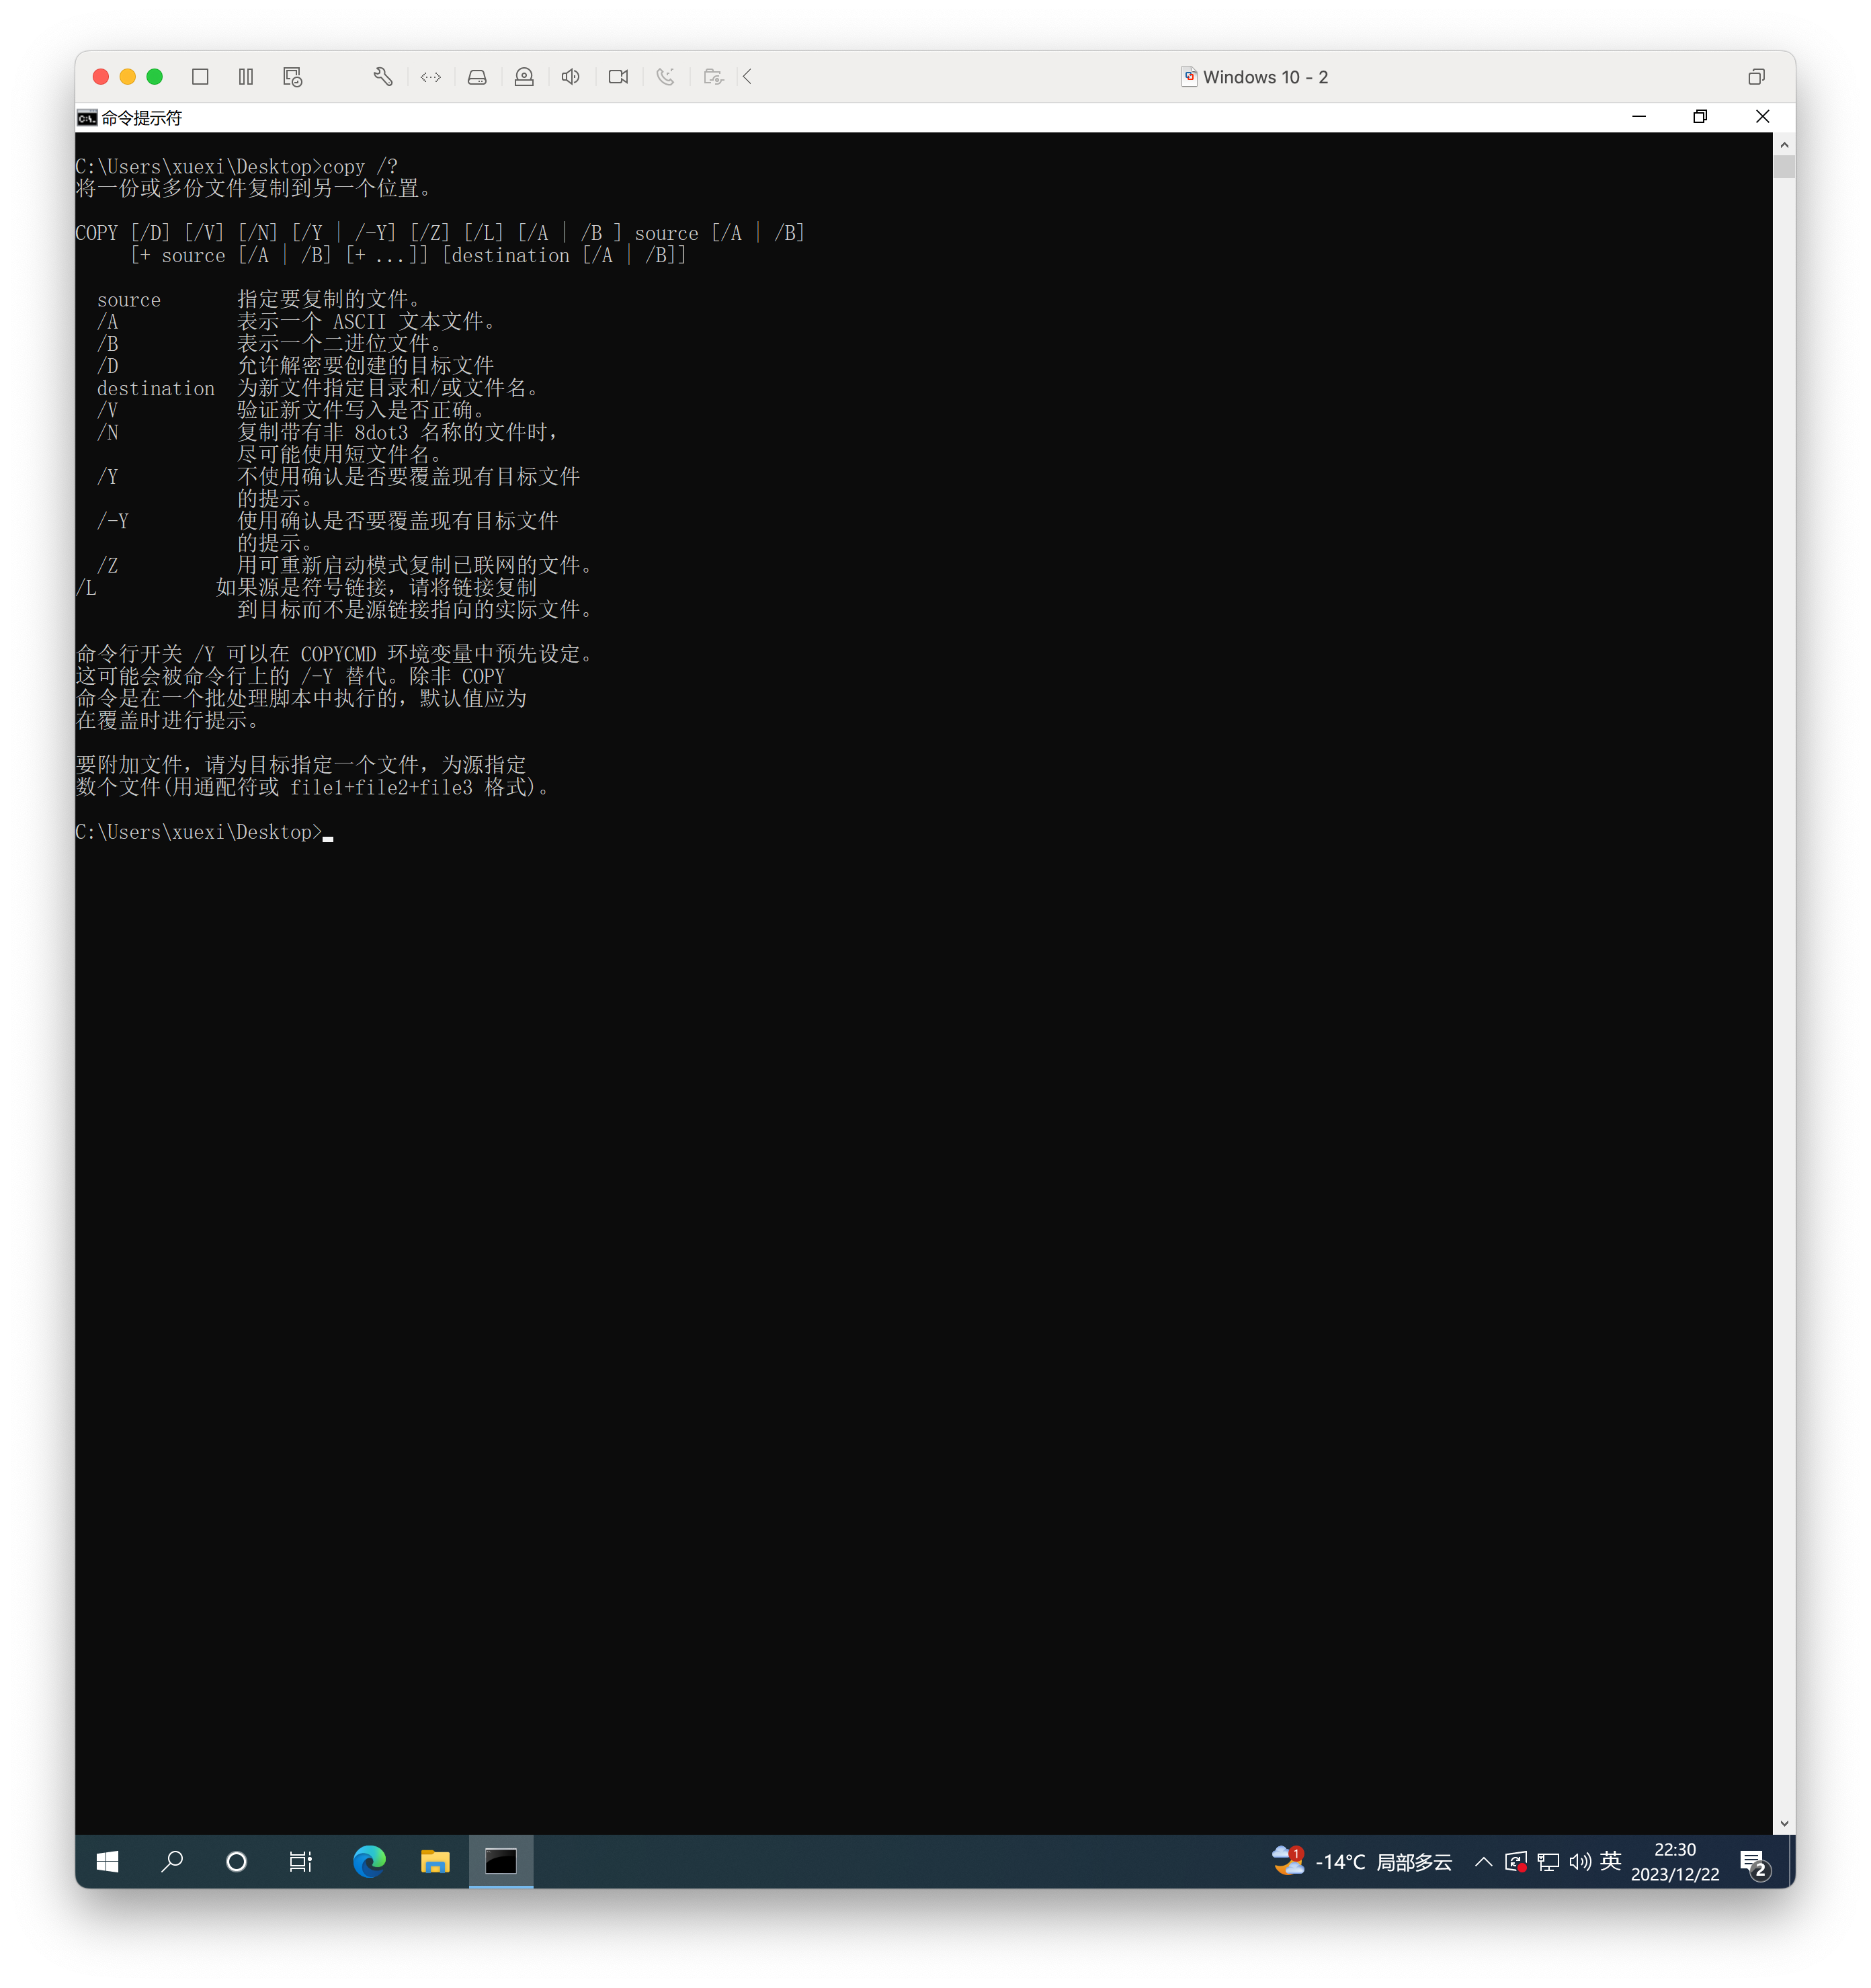 Windows 10 - 2
命令提示符
C:\Users\xuexi\Desktop>copy /?
将一份或多份文件复制到另一个位置。
COPY [/D] [/V] [/N] [/Y | /-Y] [/Z] [/L] [/A | /B ] source [/A | /B]
     [+ source [/A | /B] [+ ...]] [destination [/A | /B]]
  source       指定要复制的文件。
  /A           表示一个 ASCII 文本文件。
  /B           表示一个二进位文件。
  /D           允许解密要创建的目标文件
  destination  为新文件指定目录和/或文件名。
  /V           验证新文件写入是否正确。
  /N           复制带有非 8dot3 名称的文件时，
               尽可能使用短文件名。
  /Y           不使用确认是否要覆盖现有目标文件
               的提示。
  /-Y          使用确认是否要覆盖现有目标文件
               的提示。
  /Z           用可重新启动模式复制已联网的文件。
/L           如果源是符号链接，请将链接复制
               到目标而不是源链接指向的实际文件。
命令行开关 /Y 可以在 COPYCMD 环境变量中预先设定。
这可能会被命令行上的 /-Y 替代。除非 COPY
命令是在一个批处理脚本中执行的，默认值应为
在覆盖时进行提示。
要附加文件，请为目标指定一个文件，为源指定
数个文件(用通配符或 file1+file2+file3 格式)。
C:\Users\xuexi\Desktop>
1 -14°C 局部多云 英 22:30
2023/12/22 2